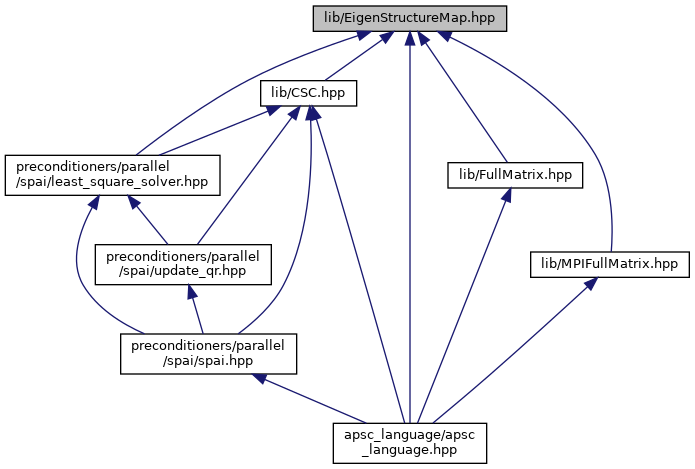 lib/EigenStructureMap.hpp
lib/CSC.hpp
preconditioners/parallel
/spai/least_square_solver.hpp
lib/FullMatrix.hpp
preconditioners/parallel
/spai/update_qr.hpp
lib/MPIFullMatrix.hpp
preconditioners/parallel
/spai/spai.hpp
apsc_language/apsc
_language.hpp